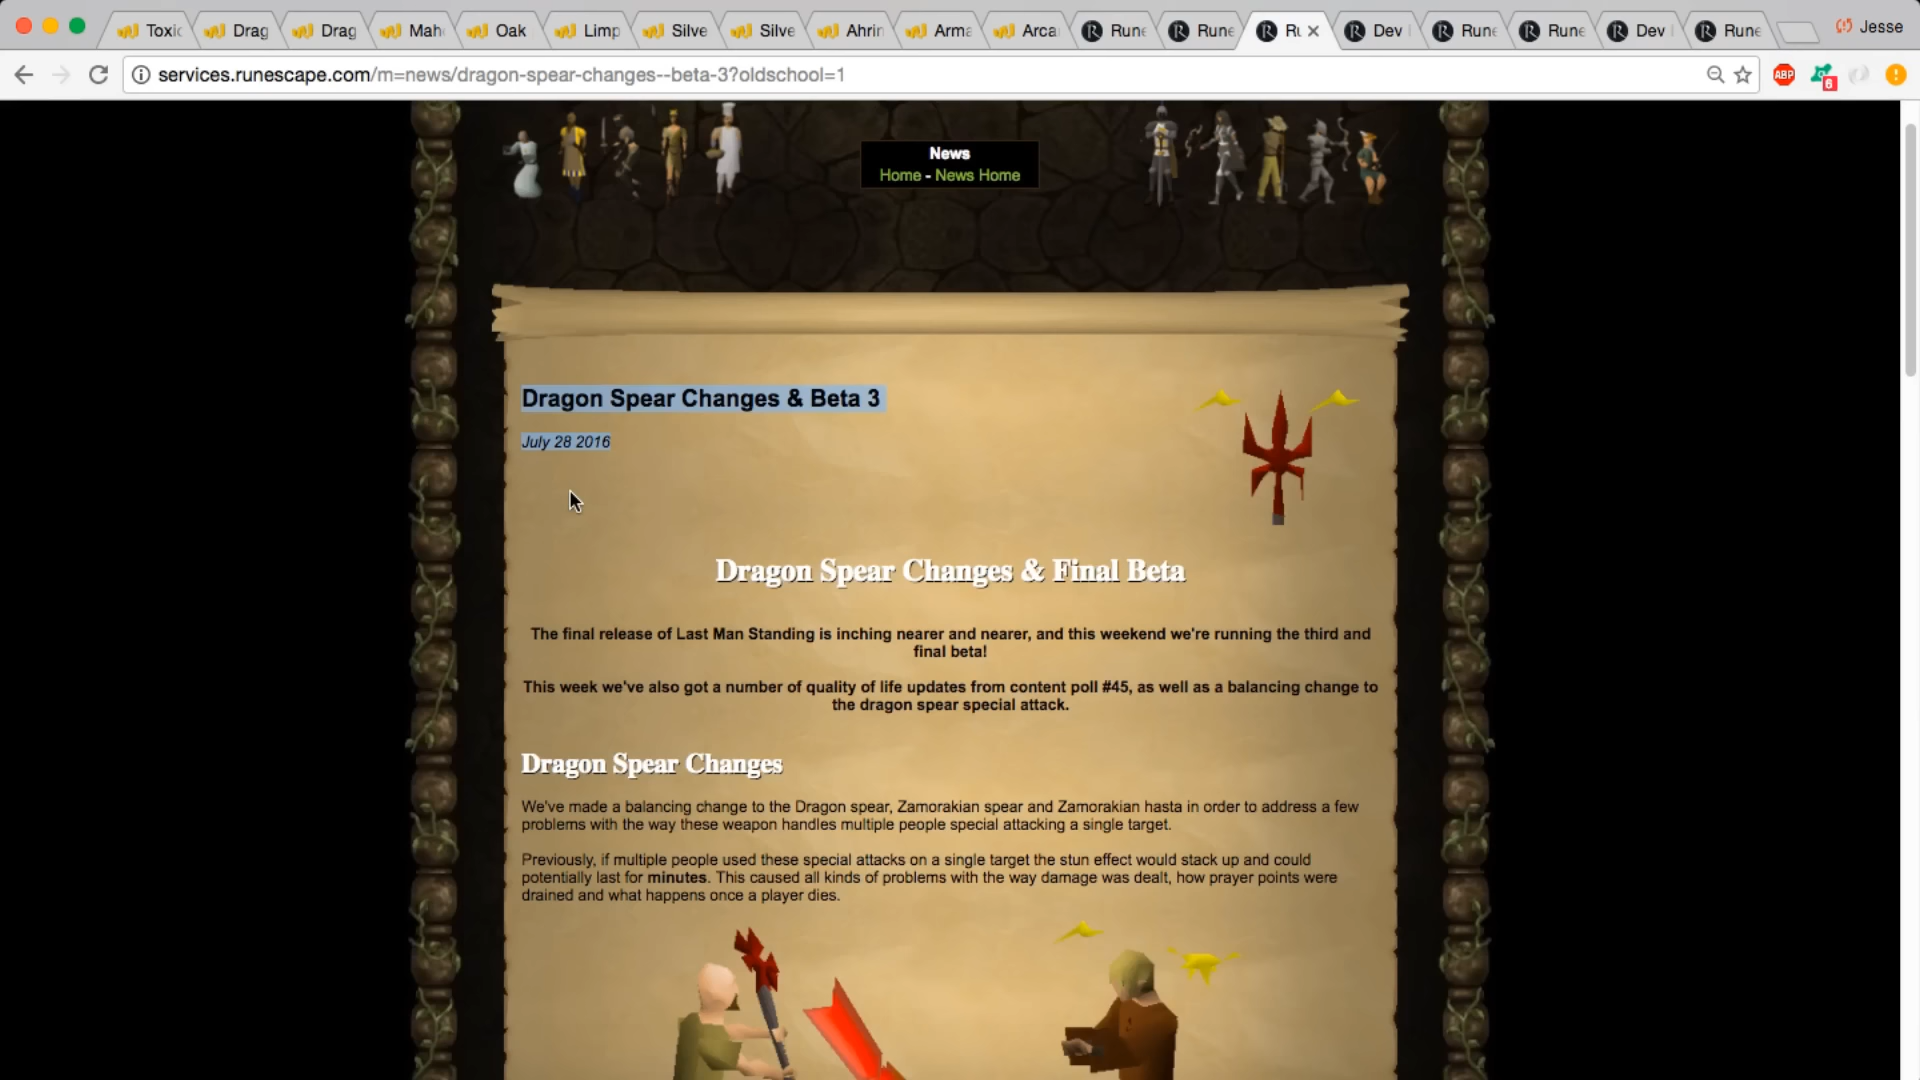 Toxic
Drag
Drag
Mah
Oak
Limp
Silve
Silve
Ahrin
Arma
Arca
Rune
Rune
Ru
Dev
Rune
Rune
Dev
Rune
Jesse
services.runescape.com/m=news/dragon-spear-changes--beta-3?oldschool=1
ABP
6
News
Home - News Home
Dragon Spear Changes & Beta 3
July 28 2016
Dragon Spear Changes & Final Beta
The final release of Last Man Standing is inching nearer and nearer, and this weekend we're running the third and
final beta!
This week we've also got a number of quality of life updates from content poll #45, as well as a balancing change to
the dragon spear special attack.
Dragon Spear Changes
We've made a balancing change to the Dragon spear, Zamorakian spear and Zamorakian hasta in order to address a few
problems with the way these weapon handles multiple people special attacking a single target.
Previously, if multiple people used these special attacks on a single target the stun effect would stack up and could
potentially last for minutes. This caused all kinds of problems with the way damage was dealt, how prayer points were
drained and what happens once a player dies.